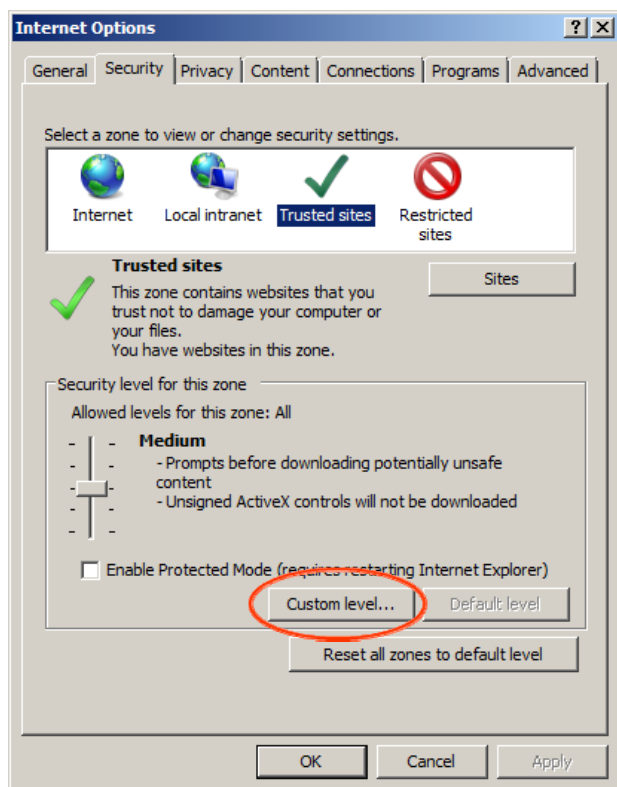 Internet Options
? X
General Security Privacy Content Connections Programs Advanced
Select a zone to view or change security settings.
Internet Local intranet Trusted sites Restricted sites
Trusted sites
Sites
This zone contains websites that you
trust not to damage your computer or
your files.
You have websites in this zone.
Security level for this zone
Allowed levels for this zone: All
Medium
- Prompts before downloading potentially unsafe
content
- Unsigned ActiveX controls will not be downloaded
Enable Protected Mode (requires restarting Internet Explorer)
Custom level... Default level
Reset all zones to default level
OK Cancel Apply